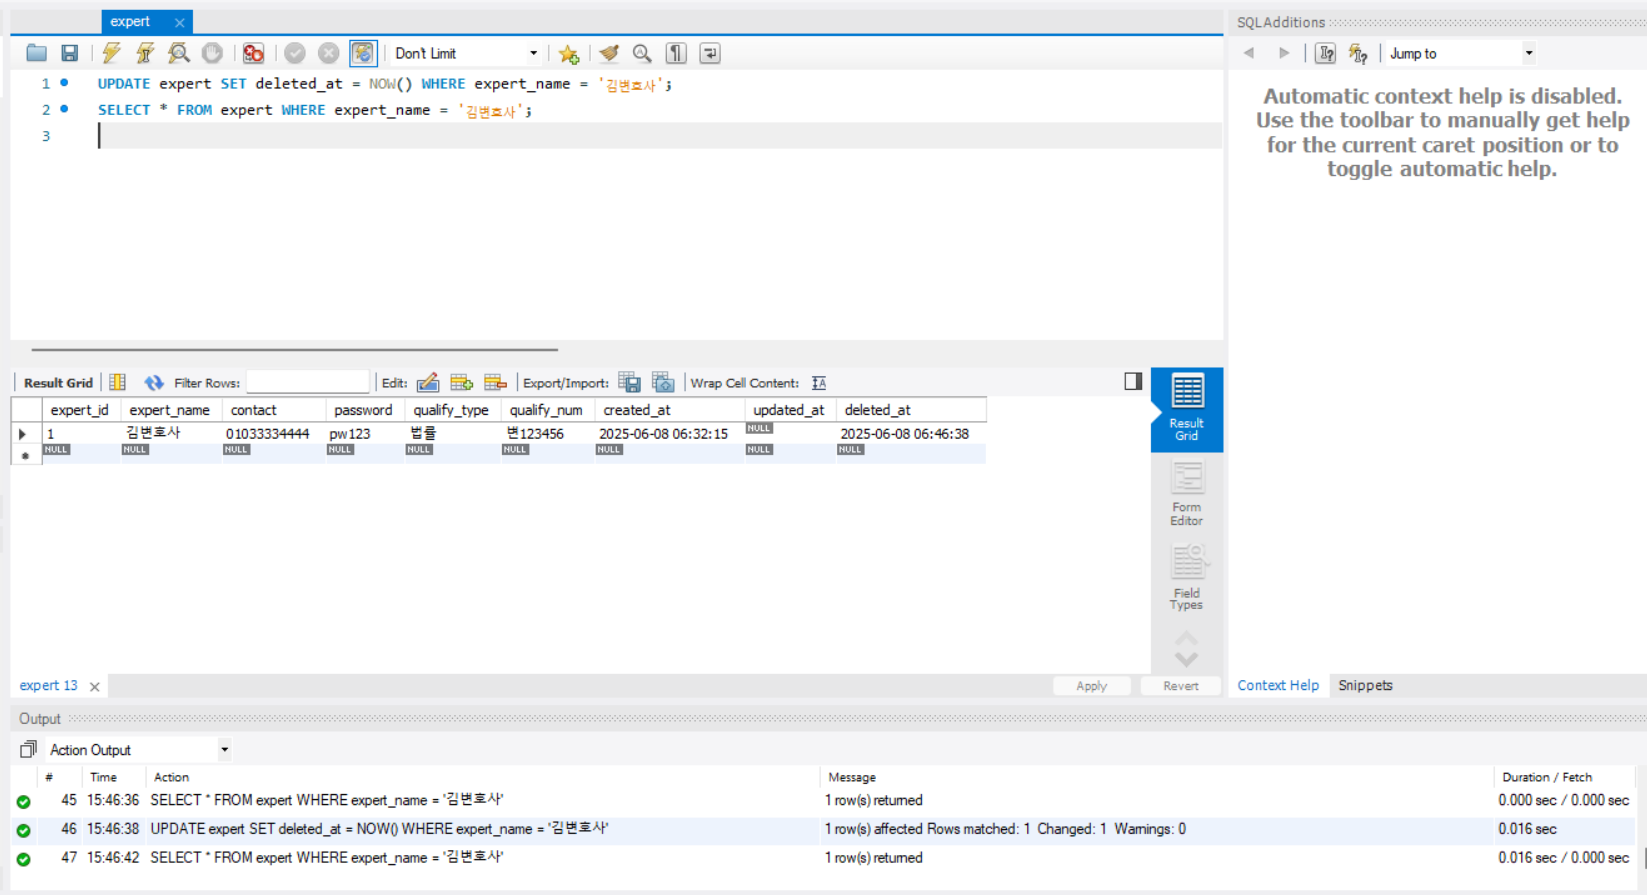 expert
SQLAdditions
Don't Limit
Jump to
1 UPDATE expert SET deleted_at = NOW() WHERE expert_name = '김변호사';
2 SELECT * FROM expert WHERE expert_name = '김변호사';
3
Automatic context help is disabled.
Use the toolbar to manually get help
for the current caret position or to
toggle automatic help.
Result Grid Filter Rows: Edit: Export/Import: Wrap Cell Content:
expert_id expert_name contact password qualify_type qualify_num created_at updated_at deleted_at
1 김변호사 01033334444 pw123 법률 변123456 2025-06-08 06:32:15 NULL 2025-06-08 06:46:38
NULL NULL NULL NULL NULL NULL NULL NULL NULL
Result
Grid
Form
Editor
Field
Types
expert 13
Apply Revert
Context Help Snippets
Output
Action Output
# Time Action Message Duration / Fetch
45 15:46:36 SELECT * FROM expert WHERE expert_name = '김변호사' 1 row(s) returned 0.000 sec / 0.000 sec
46 15:46:38 UPDATE expert SET deleted_at = NOW() WHERE expert_name = '김변호사' 1 row(s) affected Rows matched: 1 Changed: 1 Warnings: 0 0.016 sec
47 15:46:42 SELECT * FROM expert WHERE expert_name = '김변호사' 1 row(s) returned 0.016 sec / 0.000 sec